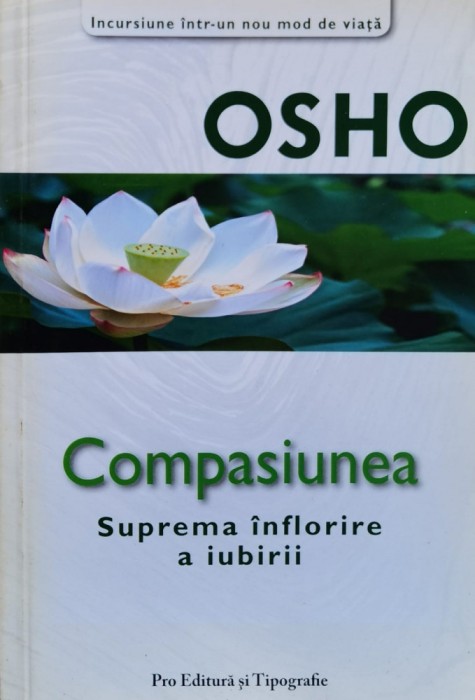 Incursiune într-un nou mod de viață
OSHO
Compasiunea
Suprema înflorire
a iubirii
Pro Editură și Tipografie